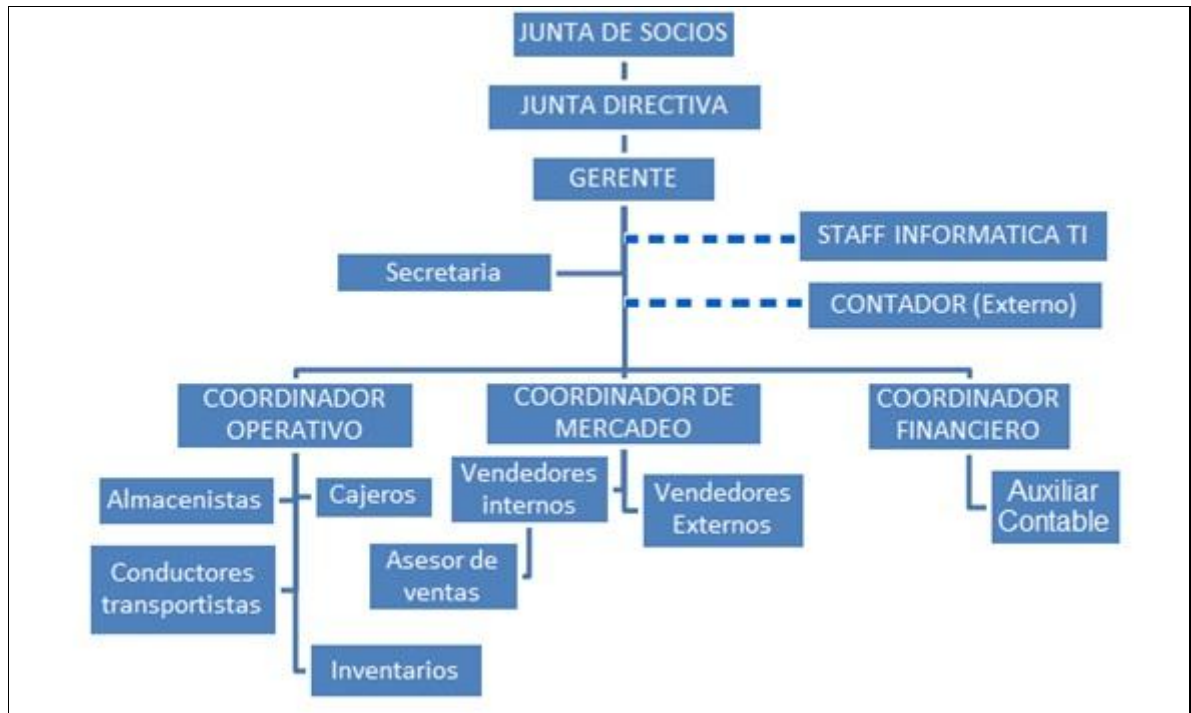 JUNTA DE SOCIOS
JUNTA DIRECTIVA
GERENTE
STAFF INFORMATICA TI
Secretaria
CONTADOR (Externo)
COORDINADOR
OPERATIVO
COORDINADOR DE
MERCADEO
COORDINADOR
FINANCIERO
Almacenistas
Cajeros
Conductores
transportistas
Inventarios
Vendedores
internos
Asesor de
ventas
Vendedores
Externos
Auxiliar
Contable